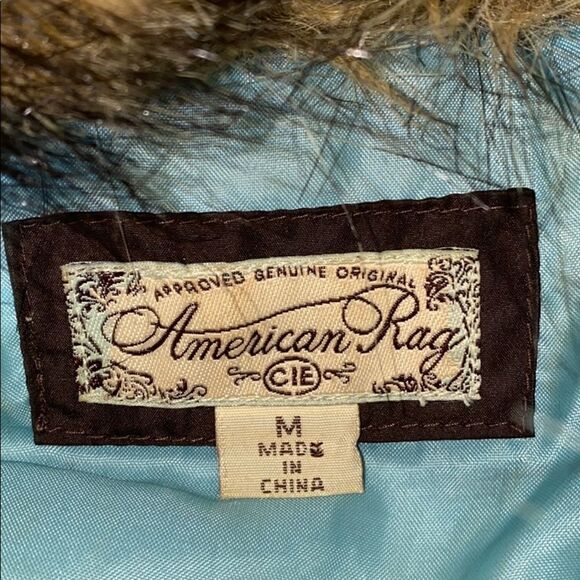 APPROVED GENUINE ORIGINAL
American Rag
CIE
M
MADE
IN
CHINA